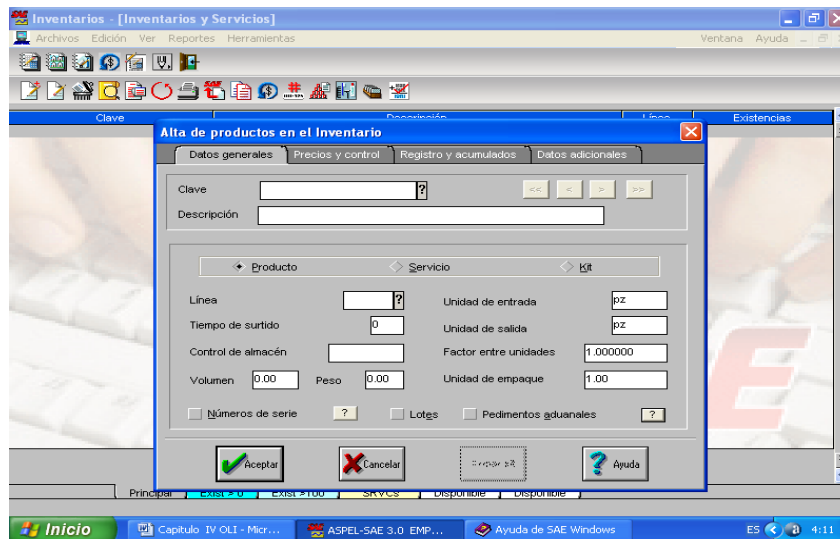 Inventarios - [Inventarios y Servicios]
Archivos Edición Ver Reportes Herramientas Ventana Ayuda
Clave Descripción Línea Existencias
Alta de productos en el Inventario
Datos generales Precios y control Registro y acumulados Datos adicionales
Clave ? << < > >>
Descripción
Producto Servicio Kit
Línea ? Unidad de entrada pz
Tiempo de surtido 0 Unidad de salida pz
Control de almacén Factor entre unidades 1.000000
Volumen 0.00 Peso 0.00 Unidad de empaque 1.00
Números de serie ? Lotes Pedimentos aduanales ?
Aceptar Cancelar Ayuda
Principal Exist > 0 Exist >100 SRVCs Disponible Disponible
Inicio Capitulo IV OLI - Micr... ASPEL-SAE 3.0 EMP... Ayuda de SAE Windows ES 4:11